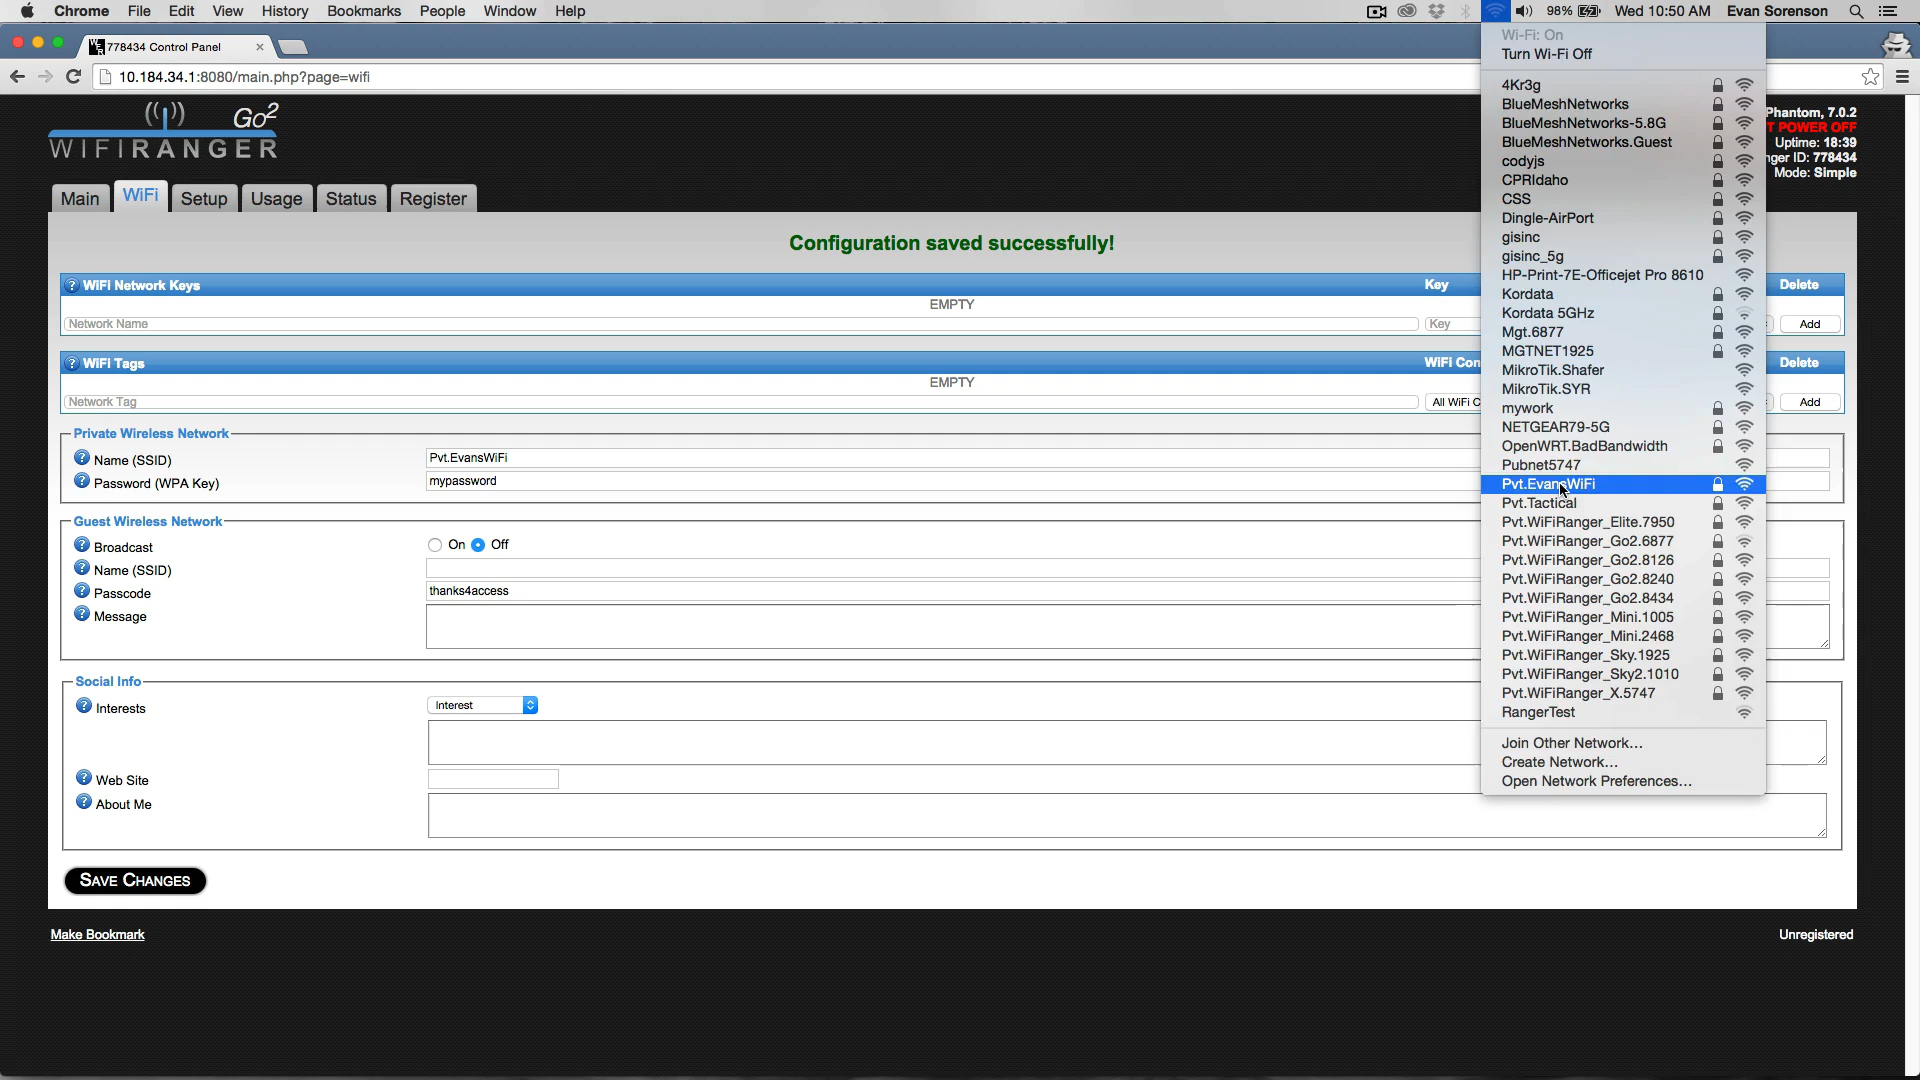 Chrome File Edit View History Bookmarks People Window Help 98% Wed 10:50 AM Evan Sorenson
778434 Control Panel
10.184.34.1:8080/main.php?page=wifi
Go2
WIFIRANGER
Phantom, 7.0.2
T POWER OFF
Uptime: 18:39
nger ID: 778434
Mode: Simple
Main WiFi Setup Usage Status Register
Configuration saved successfully!
WiFi Network Keys Key Delete
EMPTY
Network Name Key Add
WiFi Tags WiFi Con Delete
EMPTY
Network Tag All WiFi C Add
Private Wireless Network
Name (SSID) Pvt.EvansWiFi
Password (WPA Key) mypassword
Guest Wireless Network
Broadcast On Off
Name (SSID)
Passcode thanks4access
Message
Social Info
Interests Interest
Web Site
About Me
SAVE CHANGES
Make Bookmark Unregistered
Wi-Fi: On
Turn Wi-Fi Off
4Kr3g
BlueMeshNetworks
BlueMeshNetworks-5.8G
BlueMeshNetworks.Guest
codyjs
CPRIdaho
CSS
Dingle-AirPort
gisinc
gisinc_5g
HP-Print-7E-Officejet Pro 8610
Kordata
Kordata 5GHz
Mgt.6877
MGTNET1925
MikroTik.Shafer
MikroTik.SYR
mywork
NETGEAR79-5G
OpenWRT.BadBandwidth
Pubnet5747
Pvt.EvansWiFi
Pvt.Tactical
Pvt.WiFiRanger_Elite.7950
Pvt.WiFiRanger_Go2.6877
Pvt.WiFiRanger_Go2.8126
Pvt.WiFiRanger_Go2.8240
Pvt.WiFiRanger_Go2.8434
Pvt.WiFiRanger_Mini.1005
Pvt.WiFiRanger_Mini.2468
Pvt.WiFiRanger_Sky.1925
Pvt.WiFiRanger_Sky2.1010
Pvt.WiFiRanger_X.5747
RangerTest
Join Other Network...
Create Network...
Open Network Preferences...